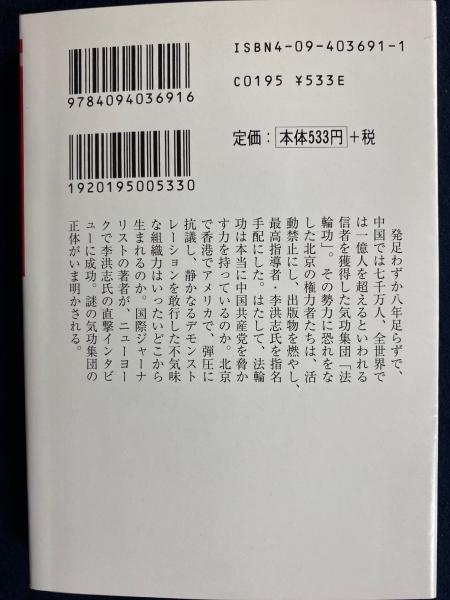 ISBN4-09-403691-1
C0195 ¥533E
9784094036916
1920195005330
定価：本体533円＋税
発足わずか八年足らずで、
中国では七千万人、全世界で
は一億人を超えるといわれる
信者を獲得した気功集団「法
輪功」。その勢力に恐れをな
した北京の権力者たちは、活
動禁止にし、出版物を燃やし、
最高指導者・李洪志氏を指名
手配にした。はたして、法輪
功は本当に中国共産党を脅か
す力を持っているのか。北京
で香港でアメリカで、弾圧に
抗議し、静かなるデモンスト
レーションを敢行した不気味
な組織力はいったいどこから
生まれるのか。国際ジャーナ
リストの著者が、ニューヨー
クで李洪志氏の直撃インタビ
ューに成功。謎の気功集団の
正体がいま明かされる。